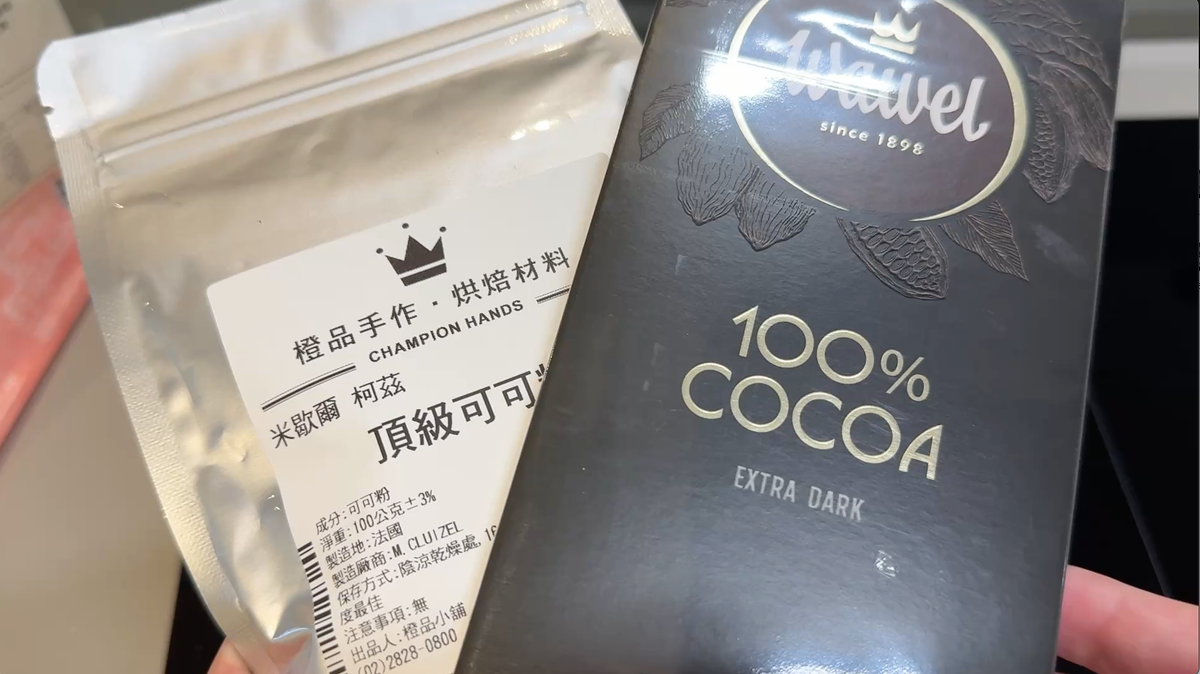 橙品手作·烘焙材料
CHAMPION HANDS
米歇爾 柯茲
頂級可可
成分:可可粉
淨重:100公克±3%
製造地:法國
製造廠商:M. CLUIZEL
保存方式:陰涼乾燥處,16
度最佳
注意事項:無
出品人:橙品小舖
(02)2828-0800
Wawel
since 1898
100%
COCOA
EXTRA DARK